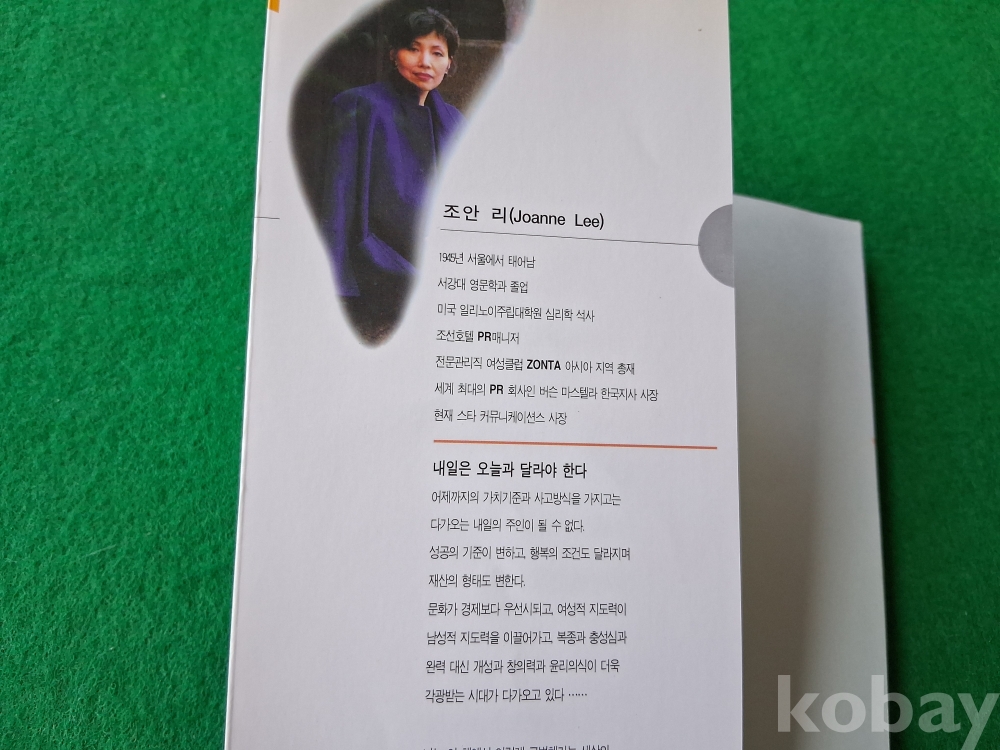 조안 리(Joanne Lee)
1945년 서울에서 태어남
서강대 영문학과 졸업
미국 일리노이주립대학원 심리학 석사
조선호텔 PR매니저
전문관리직 여성클럽 ZONTA 아시아 지역 총재
세계 최대의 PR 회사인 버슨 마스텔라 한국지사 사장
현재 스타 커뮤니케이션스 사장
내일은 오늘과 달라야 한다
어제까지의 가치기준과 사고방식을 가지고는
다가오는 내일의 주인이 될 수 없다.
성공의 기준이 변하고, 행복의 조건도 달라지며
재산의 형태도 변한다.
문화가 경제보다 우선시되고, 여성적 지도력이
남성적 지도력을 이끌어가고, 복종과 충성심과
완력 대신 개성과 창의력과 윤리의식이 더욱
각광받는 시대가 다가오고 있다 ……
kobay